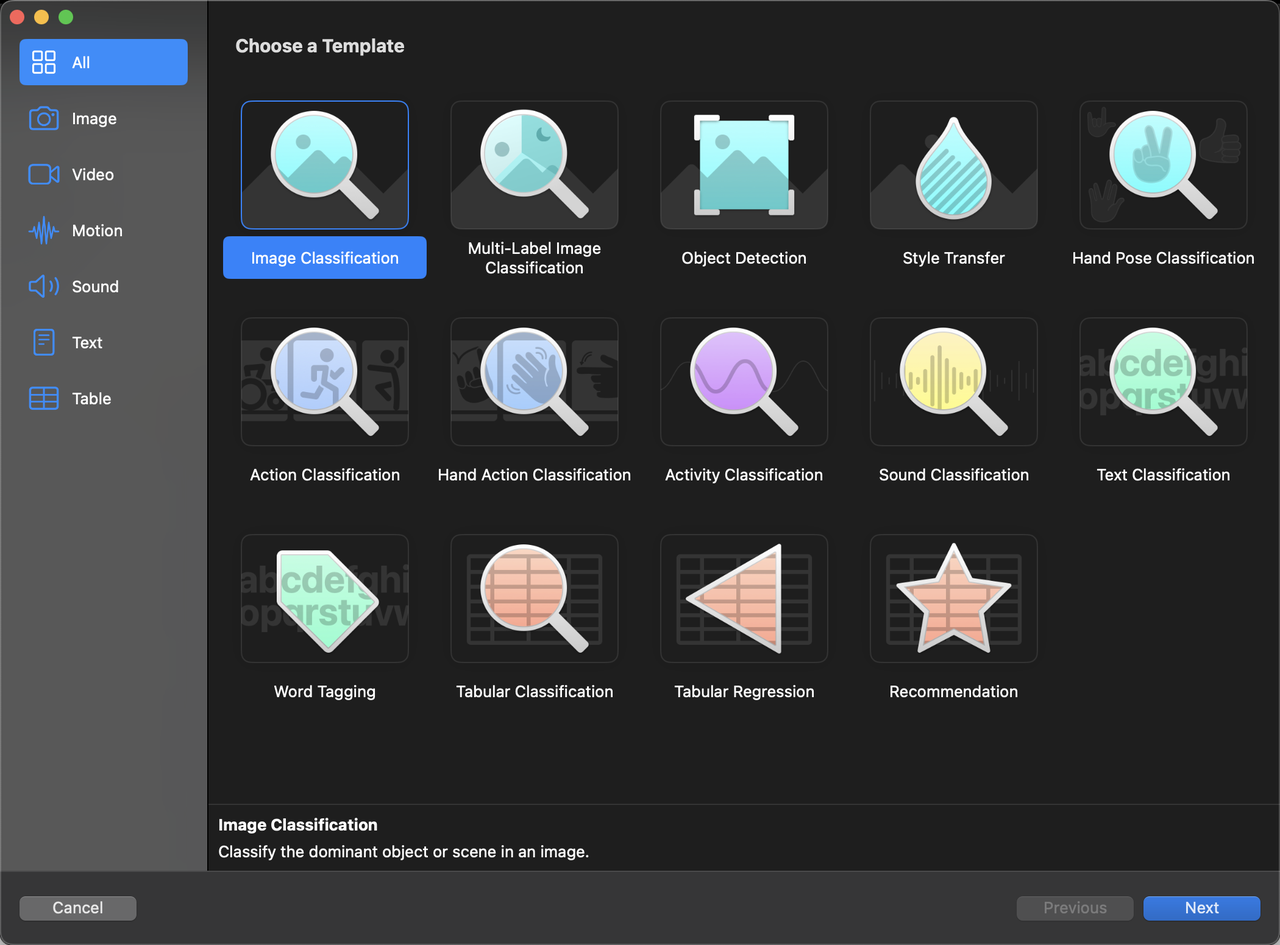 All
Image
Video
Motion
Sound
Text
Table
Choose a Template
Image Classification
Multi-Label Image
Classification
Object Detection
Style Transfer
Hand Pose Classification
Action Classification
Hand Action Classification
Activity Classification
Sound Classification
abcdefghi
opqrstuvw
Text Classification
abcdefghi
opqrstuvw
Word Tagging
Tabular Classification
Tabular Regression
Recommendation
Image Classification
Classify the dominant object or scene in an image.
Cancel
Previous
Next